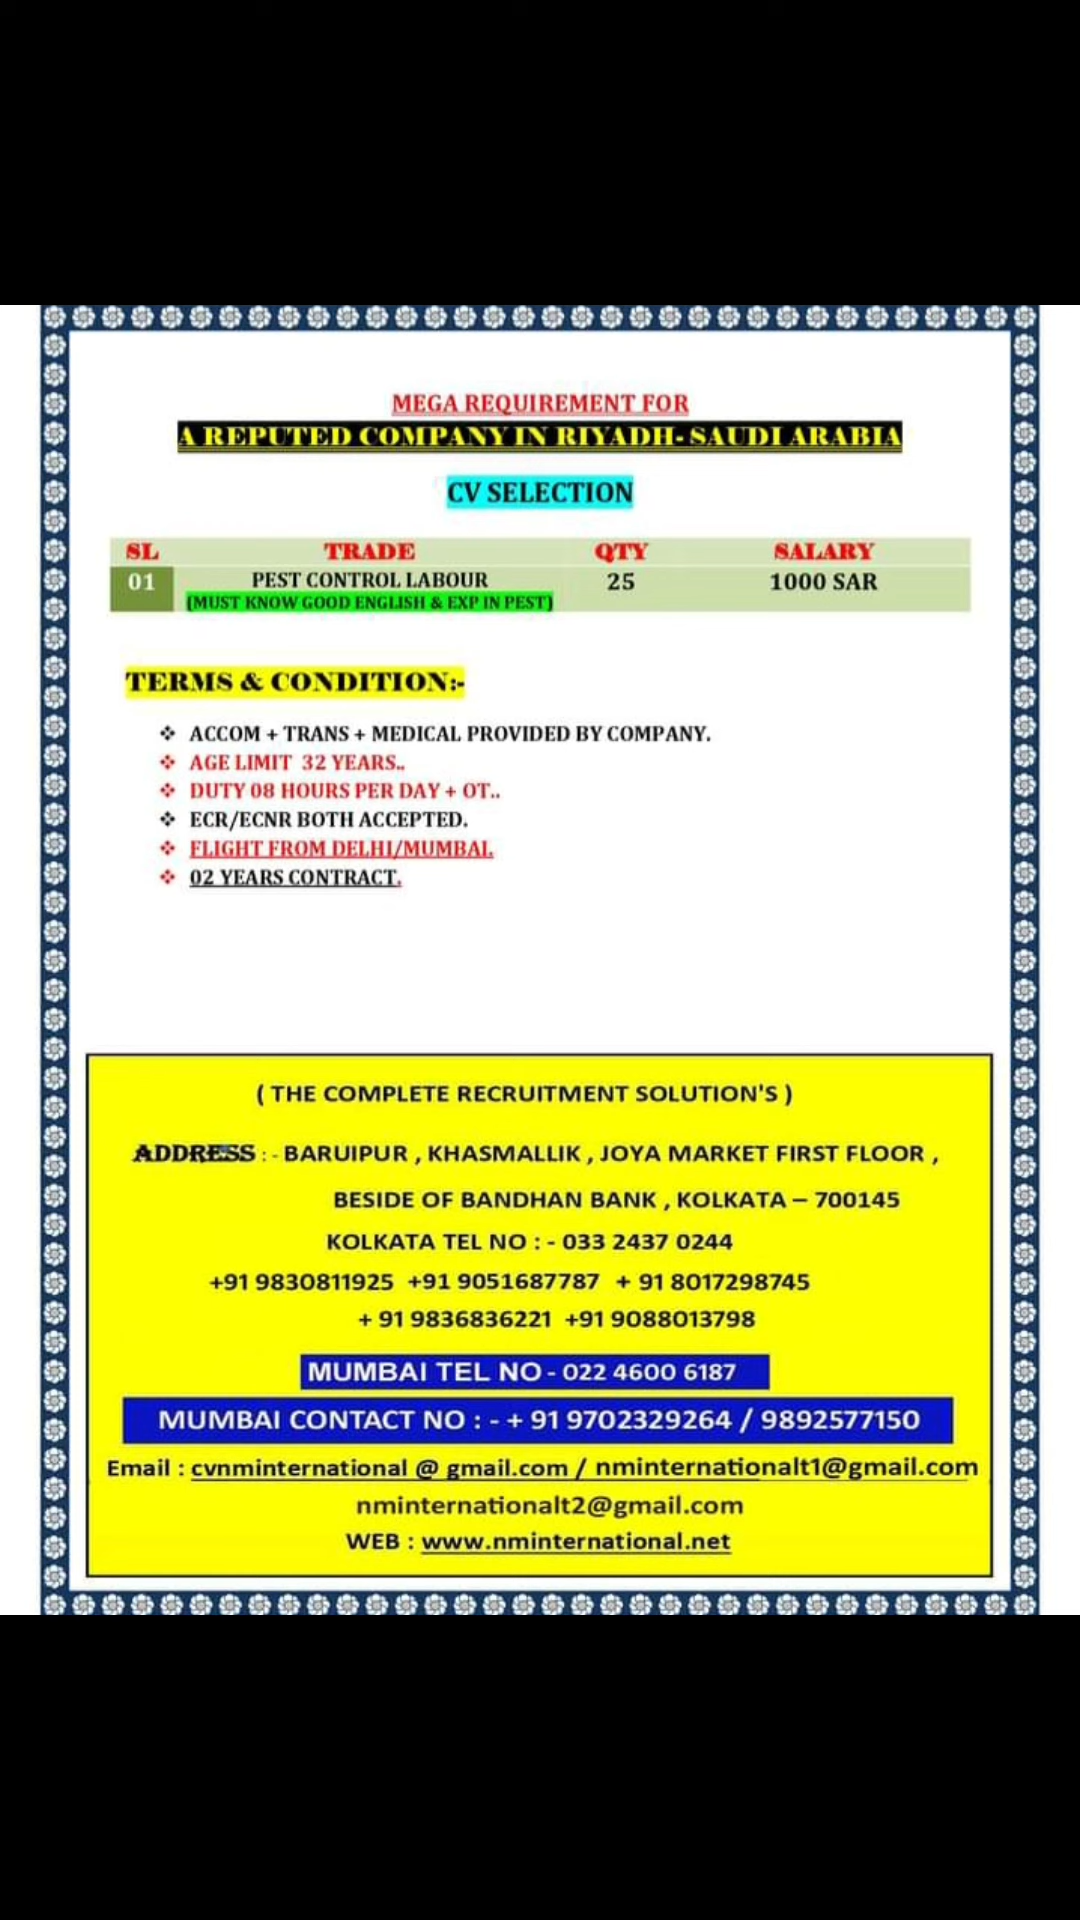 MEGA REQUIREMENT FOR
A REPUTED COMPANY IN RIYADH- SAUDI ARABIA
CV SELECTION
SL TRADE QTY SALARY
01 PEST CONTROL LABOUR 25 1000 SAR
(MUST KNOW GOOD ENGLISH & EXP IN PEST)
TERMS & CONDITION:-
❖ ACCOM + TRANS + MEDICAL PROVIDED BY COMPANY.
❖ AGE LIMIT 32 YEARS..
❖ DUTY 08 HOURS PER DAY + OT..
❖ ECR/ECNR BOTH ACCEPTED.
❖ FLIGHT FROM DELHI/MUMBAI.
❖ 02 YEARS CONTRACT.
( THE COMPLETE RECRUITMENT SOLUTION'S )
ADDRESS : - BARUIPUR , KHASMALLIK , JOYA MARKET FIRST FLOOR ,
BESIDE OF BANDHAN BANK , KOLKATA – 700145
KOLKATA TEL NO : - 033 2437 0244
+91 9830811925 +91 9051687787 + 91 8017298745
+ 91 9836836221 +91 9088013798
MUMBAI TEL NO - 022 4600 6187
MUMBAI CONTACT NO : - + 91 9702329264 / 9892577150
Email : cvnminternational @ gmail.com / nminternationalt1@gmail.com
nminternationalt2@gmail.com
WEB : www.nminternational.net